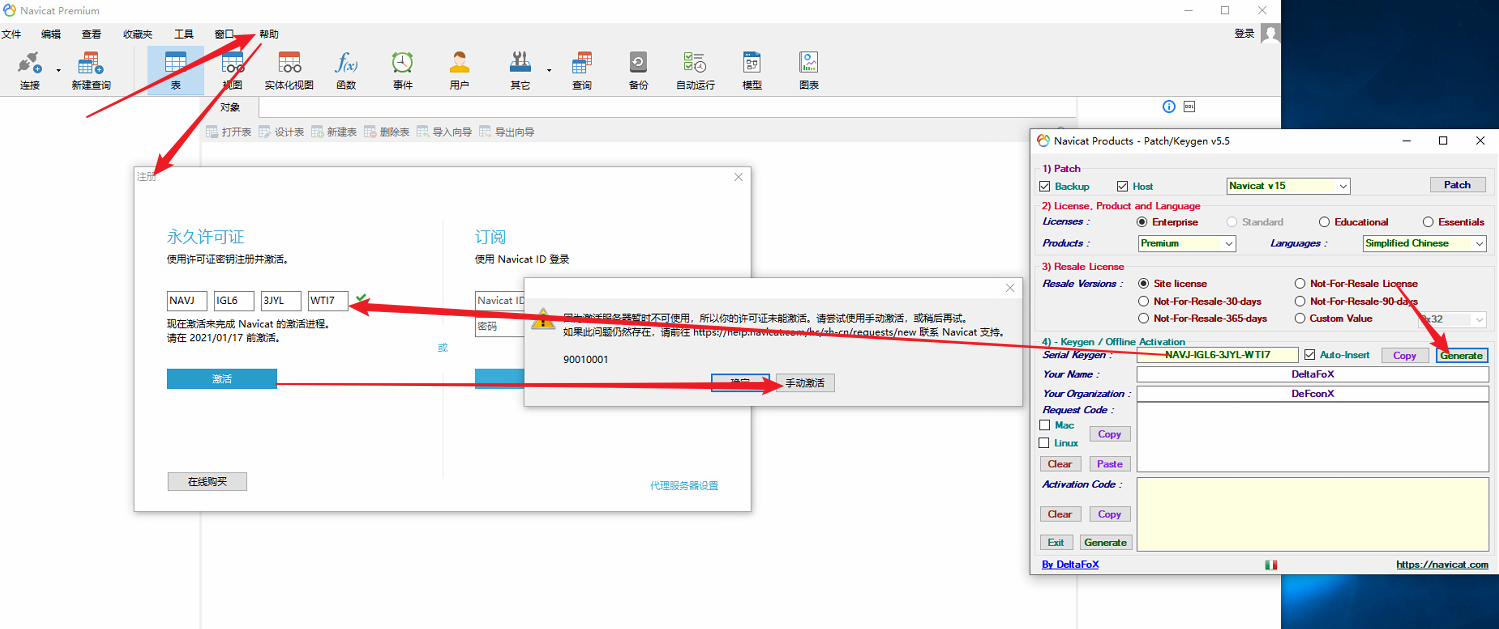 Navicat Premium
文件 编辑 查看 收藏夹 工具 窗口 帮助
登录
连接 新建查询 表 视图 实体化视图 函数 事件 用户 其它 查询 备份 自动运行 模型 图表
对象
打开表 设计表 新建表 删除表 导入向导 导出向导
注册
永久许可证
使用许可证密钥注册并激活。
NAVJ IGL6 3JYL WTI7
现在激活来完成 Navicat 的激活进程。
请在 2021/01/17 前激活。
激活
在线购买
或
订阅
使用 Navicat ID 登录
Navicat ID
密码
代理服务器设置
因为激活服务器暂时不可使用，所以你的许可证未能激活。请尝试使用手动激活，或稍后再试。
如果此问题仍然存在，请前往 https://help.navicat.com/hc/zh-cn/requests/new 联系 Navicat 支持。
90010001
确定 手动激活
Navicat Products - Patch/Keygen v5.5
1) Patch
Backup Host Navicat v15 Patch
2) License, Product and Language
Licenses : Enterprise Standard Educational Essentials
Products : Premium Languages : Simplified Chinese
3) Resale License
Resale Versions : Site license Not-For-Resale License
Not-For-Resale-30-days Not-For-Resale-90-days
Not-For-Resale-365-days Custom Value 0x32
4) - Keygen / Offline Activation
Serial Keygen : NAVJ-IGL6-3JYL-WTI7 Auto-Insert Copy Generate
Your Name : DeltaFoX
Your Organization : DeFconX
Request Code :
Mac
Linux
Copy
Clear Paste
Activation Code :
Clear Copy
Exit Generate
By DeltaFoX https://navicat.com